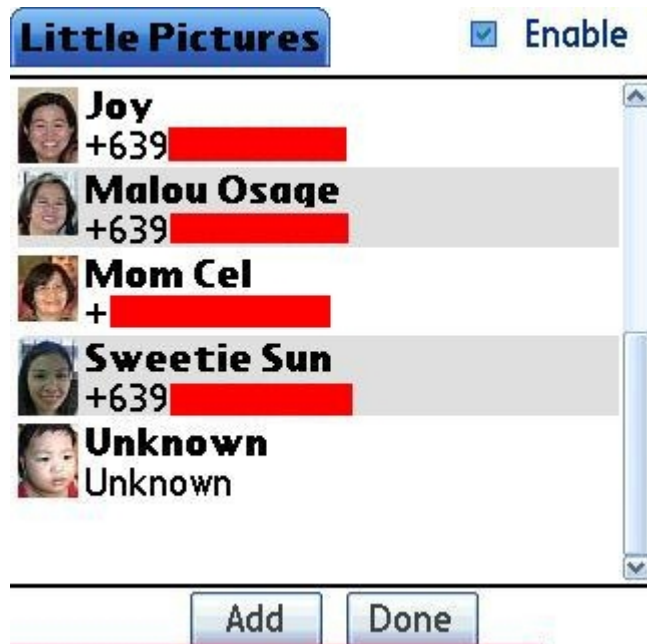 Little Pictures
Enable
Joy
+639
Malou Osage
+639
Mom Cel
+
Sweetie Sun
+639
Unknown
Unknown
Add
Done